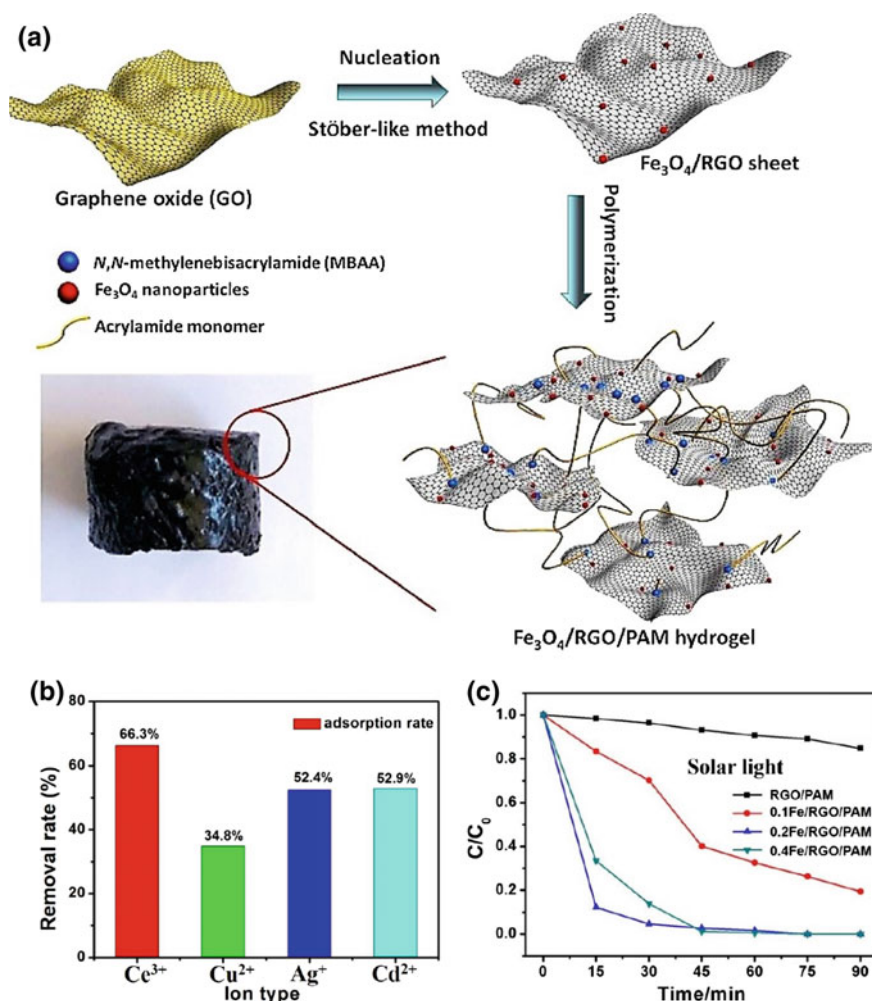 (a)
Nucleation
Stöber-like method
Graphene oxide (GO)
Fe₃O₄/RGO sheet
Polymerization
N,N-methylenebisacrylamide (MBAA)
Fe₃O₄ nanoparticles
Acrylamide monomer
Fe₃O₄/RGO/PAM hydrogel
(b)
Removal rate (%)
80
60
40
20
0
adsorption rate
66.3%
34.8%
52.4%
52.9%
Ce³⁺
Cu²⁺
Ag⁺
Cd²⁺
Ion type
(c)
C/C₀
1.0
0.8
0.6
0.4
0.2
0.0
Solar light
RGO/PAM
0.1Fe/RGO/PAM
0.2Fe/RGO/PAM
0.4Fe/RGO/PAM
0 15 30 45 60 75 90
Time/min